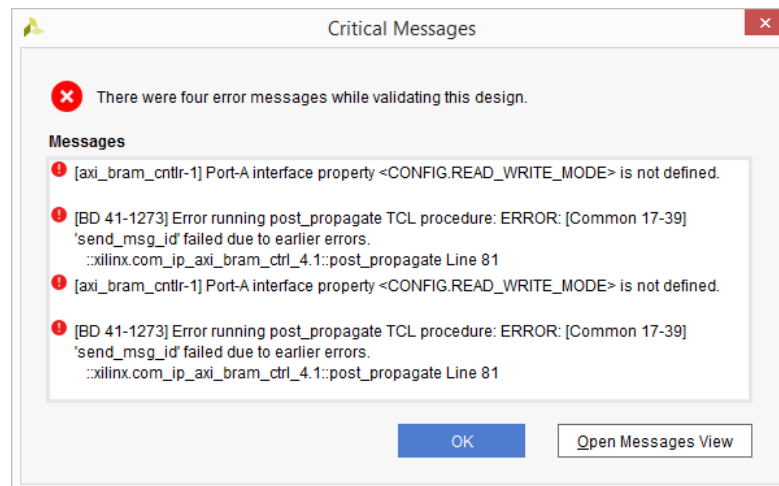 Critical Messages
There were four error messages while validating this design.
Messages
[axi_bram_cntlr-1] Port-A interface property <CONFIG.READ_WRITE_MODE> is not defined.
[BD 41-1273] Error running post_propagate TCL procedure: ERROR: [Common 17-39]
'send_msg_id' failed due to earlier errors.
::xilinx.com_ip_axi_bram_ctrl_4.1::post_propagate Line 81
[axi_bram_cntlr-1] Port-A interface property <CONFIG.READ_WRITE_MODE> is not defined.
[BD 41-1273] Error running post_propagate TCL procedure: ERROR: [Common 17-39]
'send_msg_id' failed due to earlier errors.
::xilinx.com_ip_axi_bram_ctrl_4.1::post_propagate Line 81
OK
Open Messages View